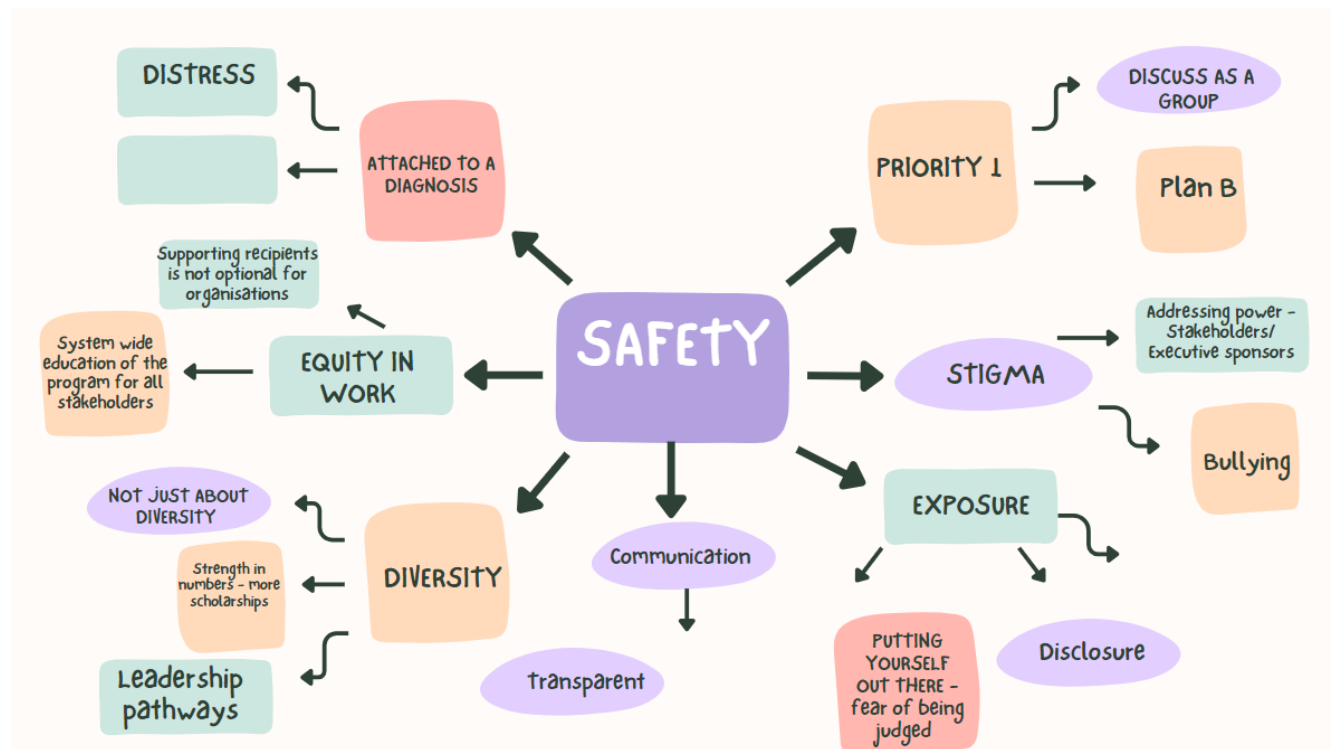 DISTRESS
ATTACHED TO A
DIAGNOSIS
PRIORITY 1
DISCUSS AS A
GROUP
Plan B
Supporting recipients
is not optional for
organisations
System wide
education of the
program for all
stakeholders
EQUITY IN
WORK
SAFETY
STIGMA
Addressing power -
Stakeholders/
Executive sponsors
Bullying
NOT JUST ABOUT
DIVERSITY
Strength in
numbers - more
scholarships
Leadership
pathways
DIVERSITY
Communication
Transparent
EXPOSURE
PUTTING
YOURSELF
OUT THERE -
fear of being
judged
Disclosure